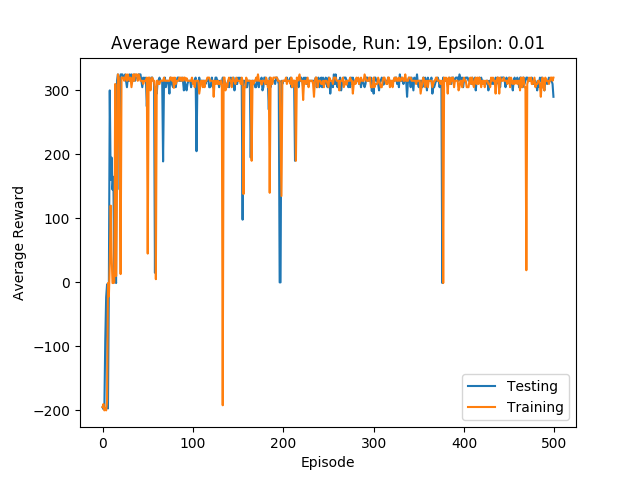 Average Reward per Episode, Run: 19, Epsilon: 0.01
300
200
100
0
−100
−200
Average Reward
0
100
200
300
400
500
Episode
Testing
Training